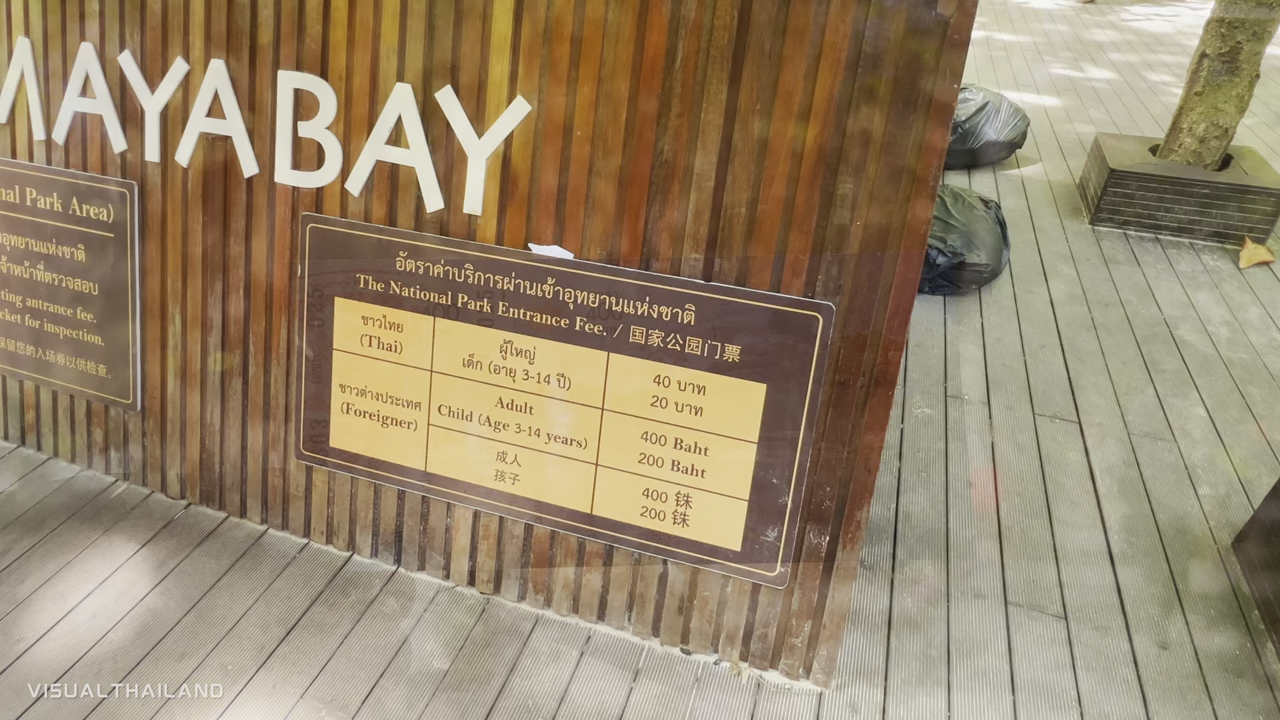 MAYA BAY
nal Park Area)
อุทยานแห่งชาติ
จ้าหน้าที่ตรวจสอบ
ting antrance fee.
cket for inspection.
保留您的入场券以供检查。
อัตราค่าบริการผ่านเข้าอุทยานแห่งชาติ
The National Park Entrance Fee. / 国家公园门票
ชาวไทย
(Thai)
ผู้ใหญ่
เด็ก (อายุ 3-14 ปี)
40 บาท
20 บาท
ชาวต่างประเทศ
(Foreigner)
Adult
Child (Age 3-14 years)
400 Baht
200 Baht
成人
孩子
400 铢
200 铢
VISUALTHAILAND